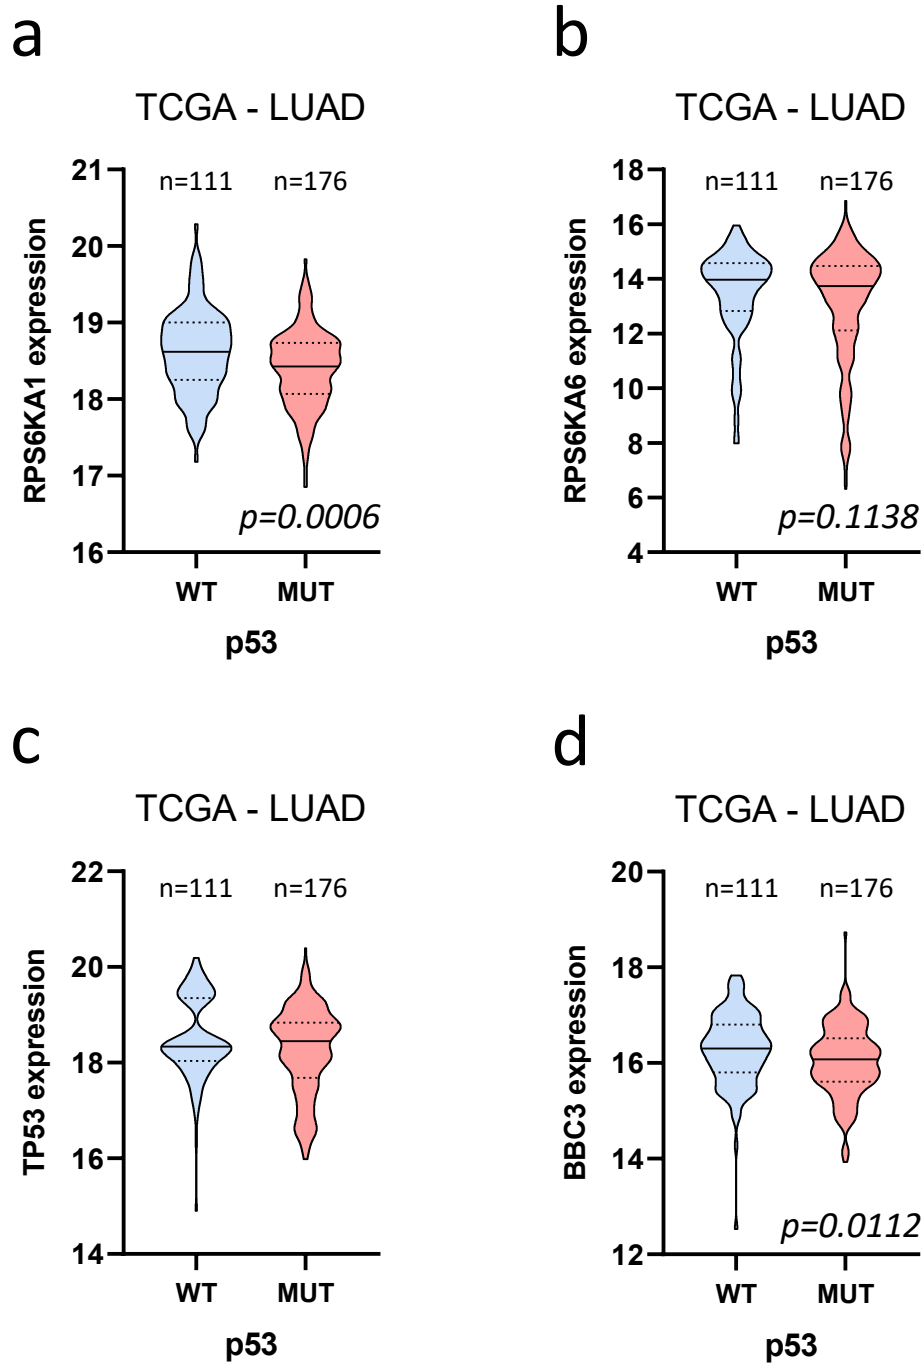 a
TCGA - LUAD
RPS6KA1 expression
21
20
19
18
17
16
n=111
n=176
p=0.0006
WT
MUT
p53
b
TCGA - LUAD
RPS6KA6 expression
18
16
14
12
10
8
6
4
n=111
n=176
p=0.1138
WT
MUT
p53
c
TCGA - LUAD
TP53 expression
22
20
18
16
14
n=111
n=176
WT
MUT
p53
d
TCGA - LUAD
BBC3 expression
20
18
16
14
12
n=111
n=176
p=0.0112
WT
MUT
p53